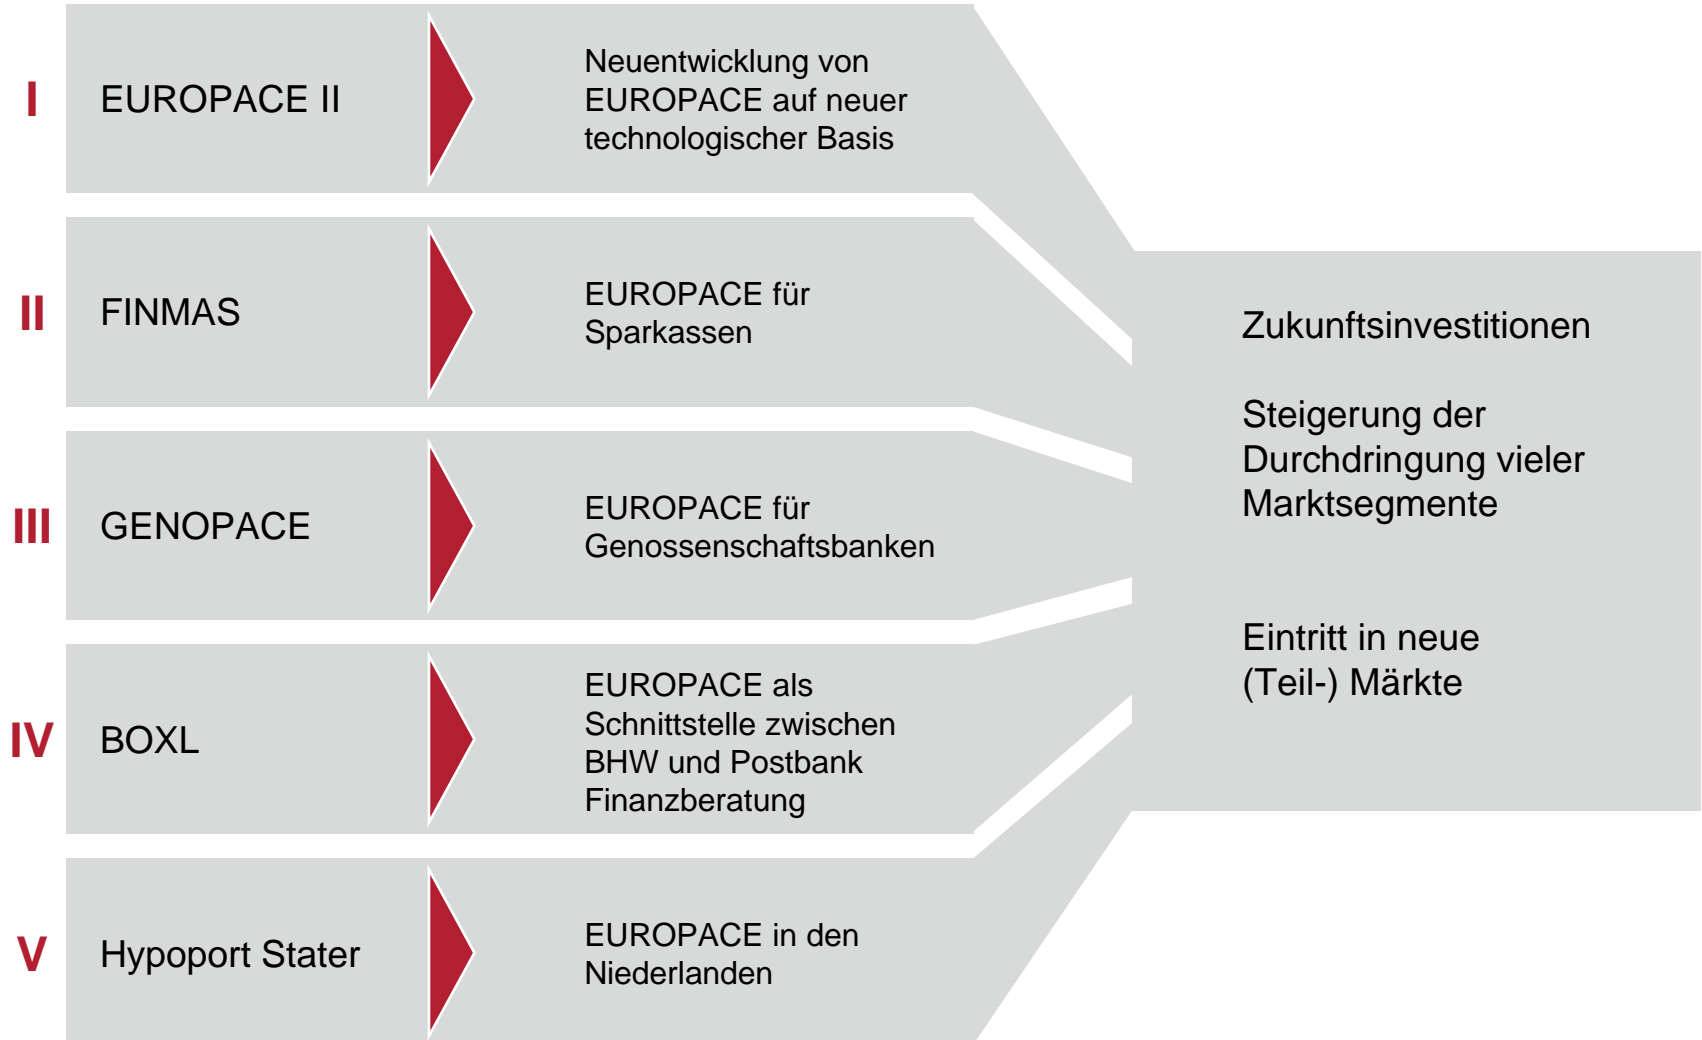 I
EUROPACE II
Neuentwicklung von
EUROPACE auf neuer
technologischer Basis
II
FINMAS
EUROPACE für
Sparkassen
III
GENOPACE
EUROPACE für
Genossenschaftsbanken
IV
BOXL
EUROPACE als
Schnittstelle zwischen
BHW und Postbank
Finanzberatung
V
Hypoport Stater
EUROPACE in den
Niederlanden
Zukunftsinvestitionen
Steigerung der
Durchdringung vieler
Marktsegmente
Eintritt in neue
(Teil-) Märkte